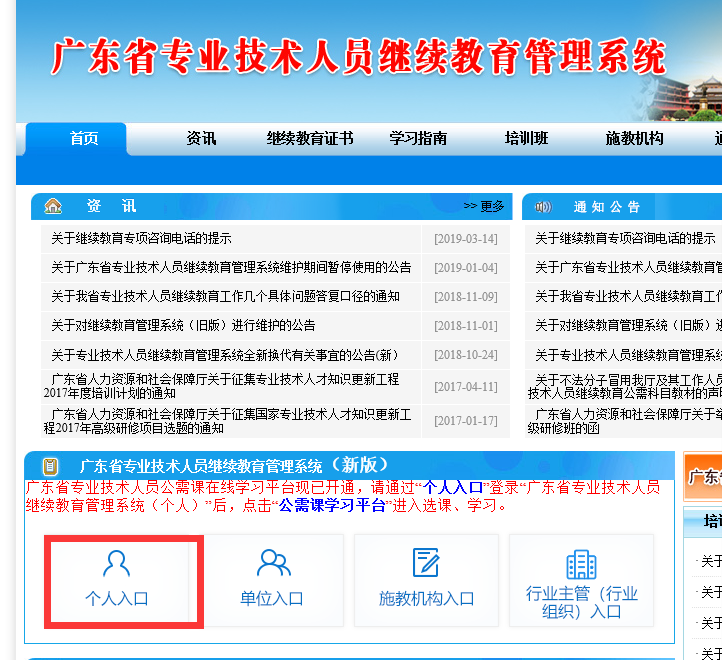 广东省专业技术人员继续教育管理系统
首页 资讯 继续教育证书 学习指南 培训班 施教机构
资 讯 >> 更多
关于继续教育专项咨询电话的提示 [2019-03-14]
关于广东省专业技术人员继续教育管理系统维护期间暂停使用的公告 [2019-01-04]
关于我省专业技术人员继续教育工作几个具体问题答复口径的通知 [2018-11-09]
关于对继续教育管理系统（旧版）进行维护的公告 [2018-11-01]
关于专业技术人员继续教育管理系统全新换代有关事宜的公告(新） [2018-10-24]
广东省人力资源和社会保障厅关于征集专业技术人才知识更新工程
2017年度培训计划的通知 [2017-04-11]
广东省人力资源和社会保障厅关于征集国家专业技术人才知识更新工
程2017年高级研修项目选题的通知 [2017-01-17]
通 知 公 告
关于继续教育专项咨询电话的提示
关于广东省专业技术人员继续教育管
关于我省专业技术人员继续教育工作
关于对继续教育管理系统（旧版）进
关于专业技术人员继续教育管理系统
关于不法分子冒用我厅及其工作人员
技术人员继续教育公需科目教材的声明
广东省人力资源和社会保障厅关于举
级研修班的函
广东省专业技术人员继续教育管理系统（新版）
广东省专业技术人员公需课在线学习平台现已开通，请通过“个人入口”登录“广东省专业技术人员
继续教育管理系统（个人）”后，点击“公需课学习平台”进入选课、学习。
个人入口
单位入口
施教机构入口
行业主管（行业
组织）入口
广东
培训
· 关于
· 关于
· 关于
· 关于